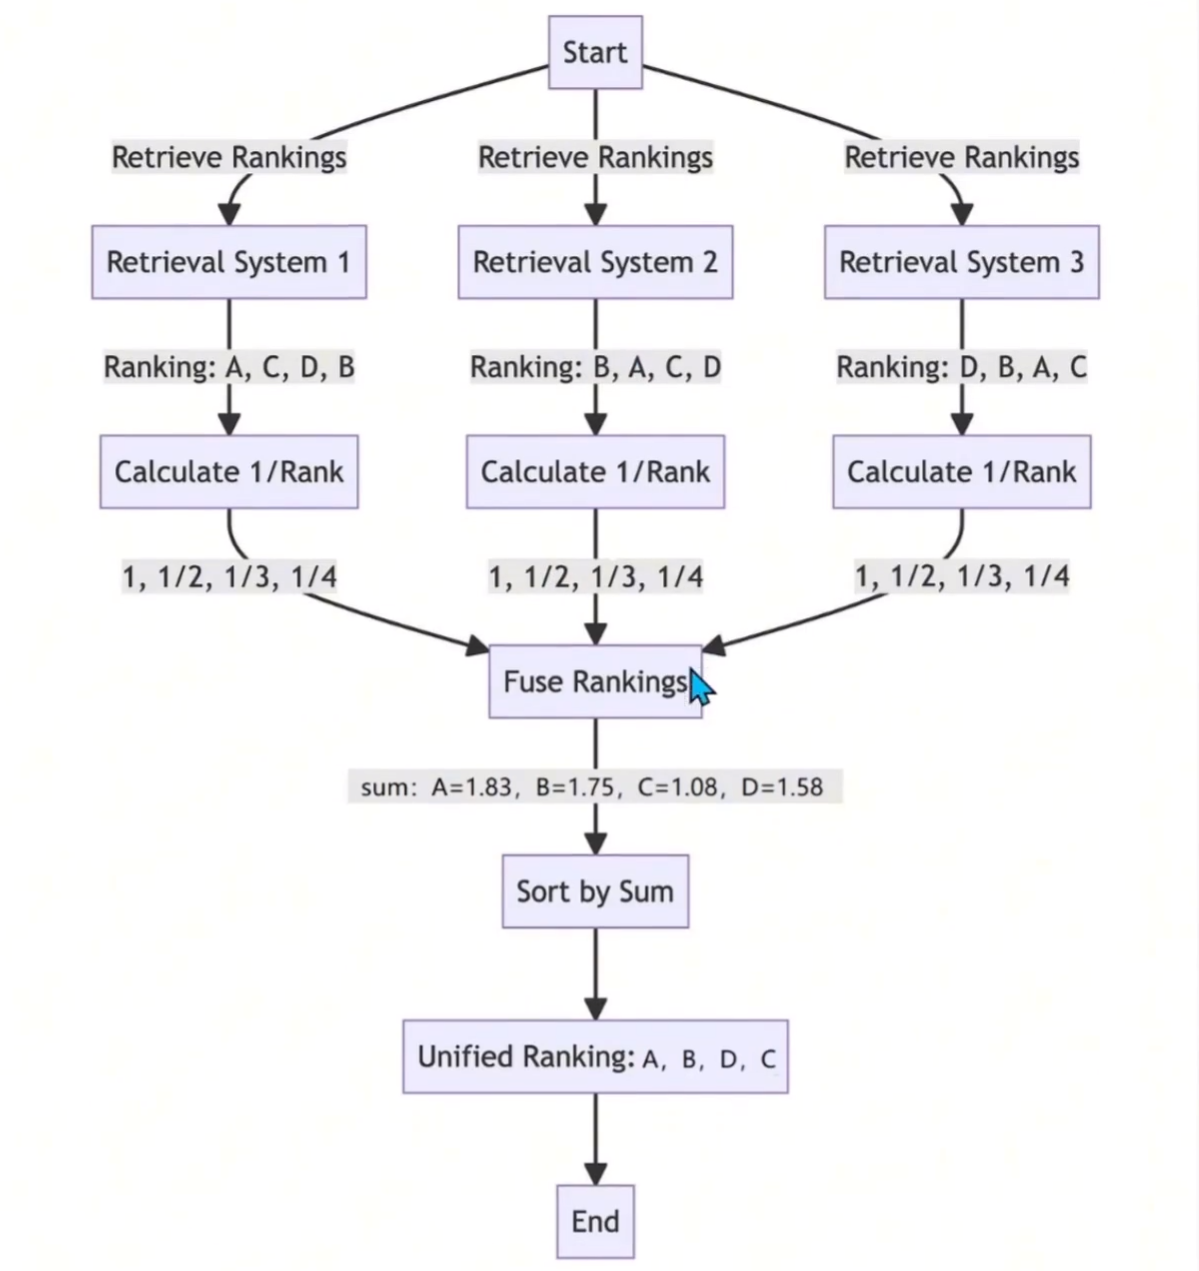 Start
Retrieve Rankings
Retrieve Rankings
Retrieve Rankings
Retrieval System 1
Retrieval System 2
Retrieval System 3
Ranking: A, C, D, B
Ranking: B, A, C, D
Ranking: D, B, A, C
Calculate 1/Rank
Calculate 1/Rank
Calculate 1/Rank
1, 1/2, 1/3, 1/4
1, 1/2, 1/3, 1/4
1, 1/2, 1/3, 1/4
Fuse Rankings
sum: A=1.83, B=1.75, C=1.08, D=1.58
Sort by Sum
Unified Ranking: A, B, D, C
End